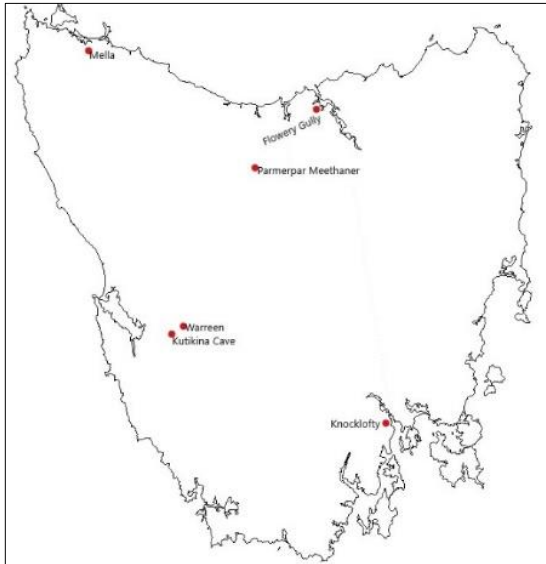 Mella
Flowery Gully
Parmerpar Meethaner
Warreen
Kutikina Cave
Knocklofty